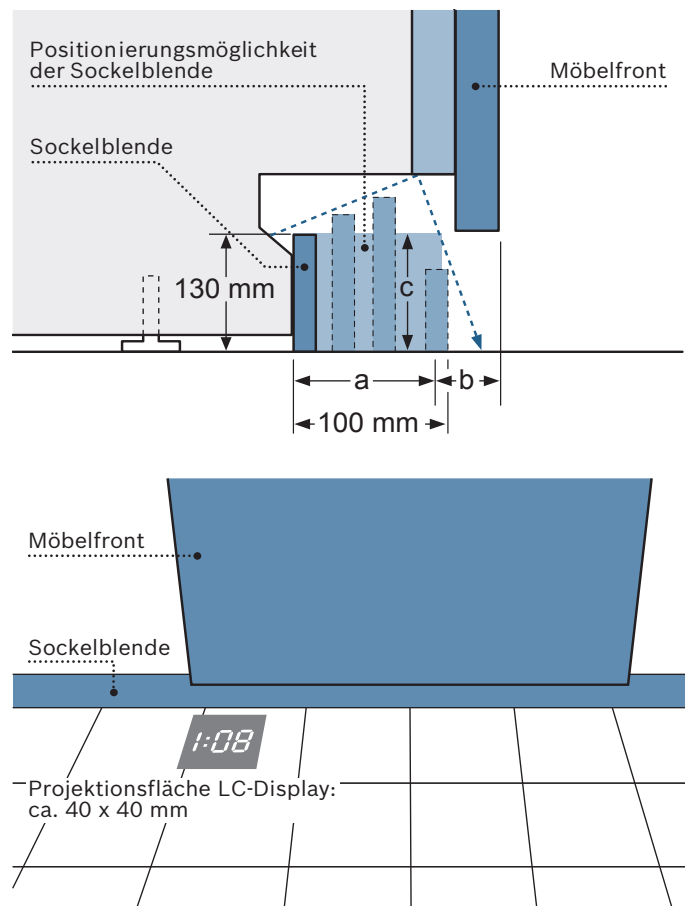 Positionierungsmöglichkeit
der Sockelblende
Möbelfront
Sockelblende
130 mm
c
a
b
100 mm
Möbelfront
Sockelblende
1:08
Projektionsfläche LC-Display:
ca. 40 x 40 mm